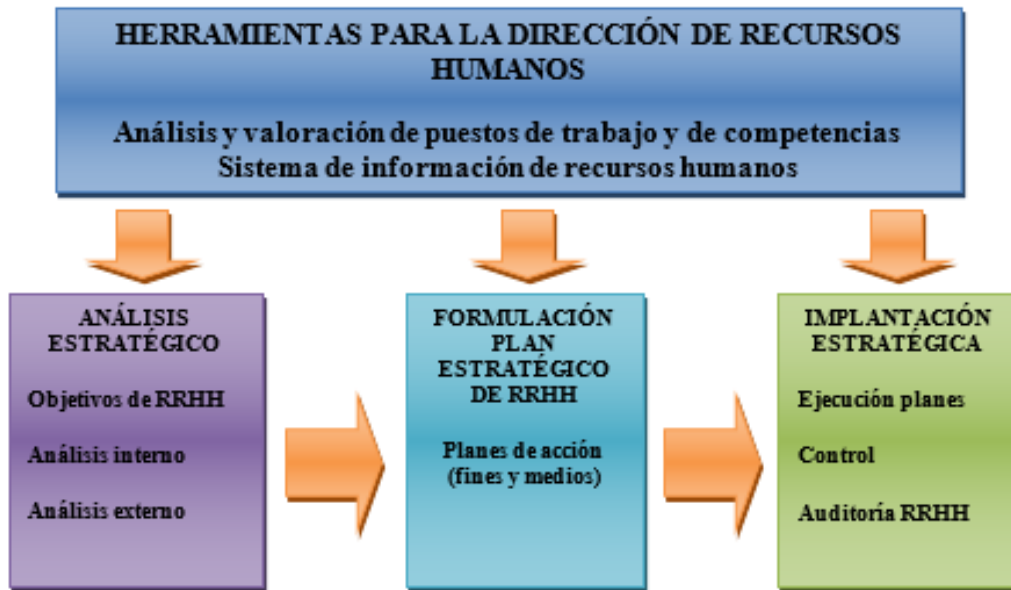 HERRAMIENTAS PARA LA DIRECCIÓN DE RECURSOS
HUMANOS
Análisis y valoración de puestos de trabajo y de competencias
Sistema de información de recursos humanos
ANÁLISIS
ESTRATÉGICO
Objetivos de RRHH
Análisis interno
Análisis externo
FORMULACIÓN
PLAN
ESTRATÉGICO
DE RRHH
Planes de acción
(fines y medios)
IMPLANTACIÓN
ESTRATÉGICA
Ejecución planes
Control
Auditoría RRHH